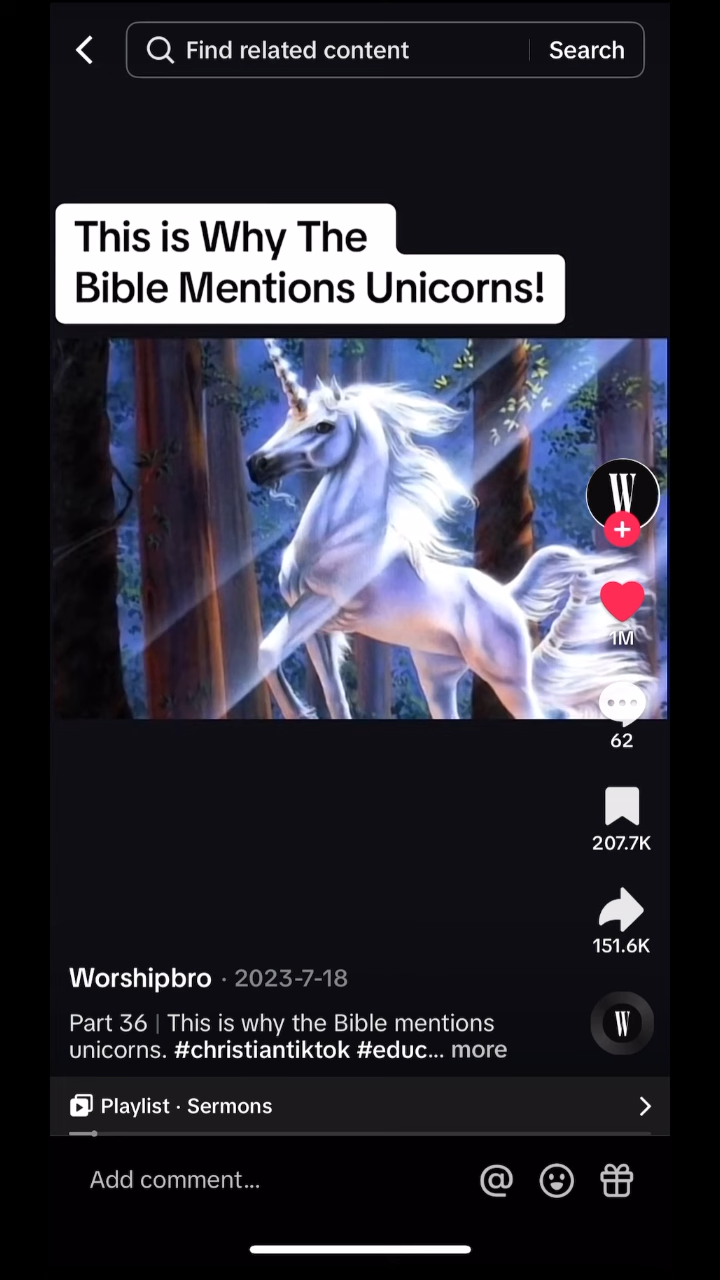 Find related content Search
This is Why The
Bible Mentions Unicorns!
W
1M
62
207.7K
151.6K
Worshipbro · 2023-7-18
Part 36 | This is why the Bible mentions
unicorns. #christiantiktok #educ... more
W
Playlist · Sermons
Add comment...